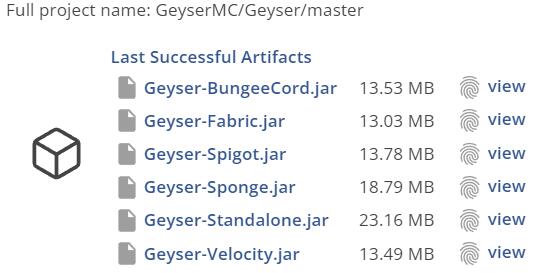 Full project name: GeyserMC/Geyser/master
Last Successful Artifacts
Geyser-BungeeCord.jar 13.53 MB view
Geyser-Fabric.jar 13.03 MB view
Geyser-Spigot.jar 13.78 MB view
Geyser-Sponge.jar 18.79 MB view
Geyser-Standalone.jar 23.16 MB view
Geyser-Velocity.jar 13.49 MB view